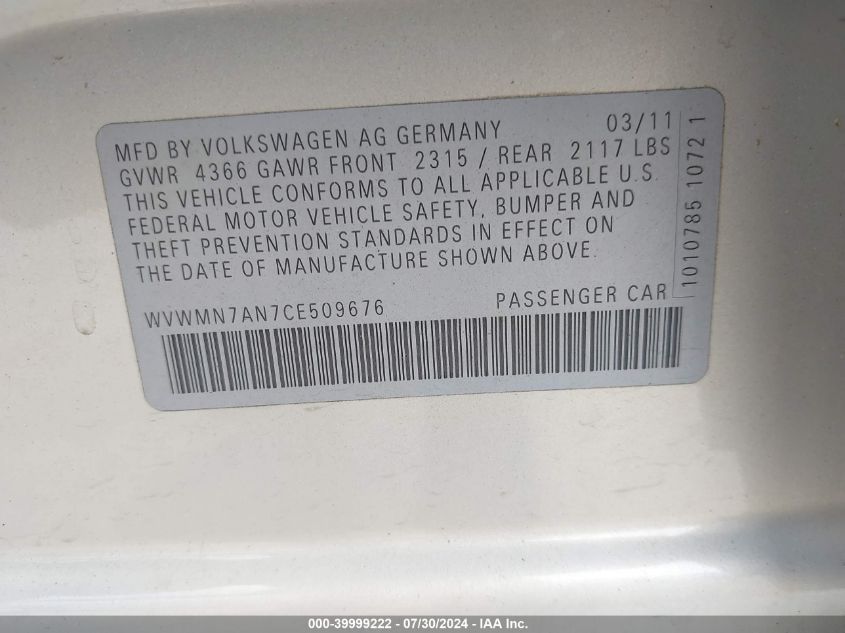 MFD BY VOLKSWAGEN AG GERMANY 03/11
GVWR 4366 GAWR FRONT 2315 / REAR 2117 LBS
THIS VEHICLE CONFORMS TO ALL APPLICABLE U.S.
FEDERAL MOTOR VEHICLE SAFETY, BUMPER AND
THEFT PREVENTION STANDARDS IN EFFECT ON
THE DATE OF MANUFACTURE SHOWN ABOVE.
WVWMN7AN7CE509676 PASSENGER CAR
1010785 1072 1
000-39999222 - 07/30/2024 - IAA Inc.